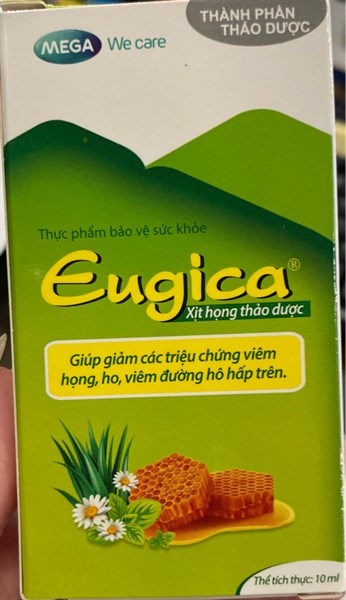 MEGA We care
THÀNH PHẦN
THẢO DƯỢC
Thực phẩm bảo vệ sức khỏe
Eugica®
Xịt họng thảo dược
Giúp giảm các triệu chứng viêm
họng, ho, viêm đường hô hấp trên.
Thể tích thực: 10 ml